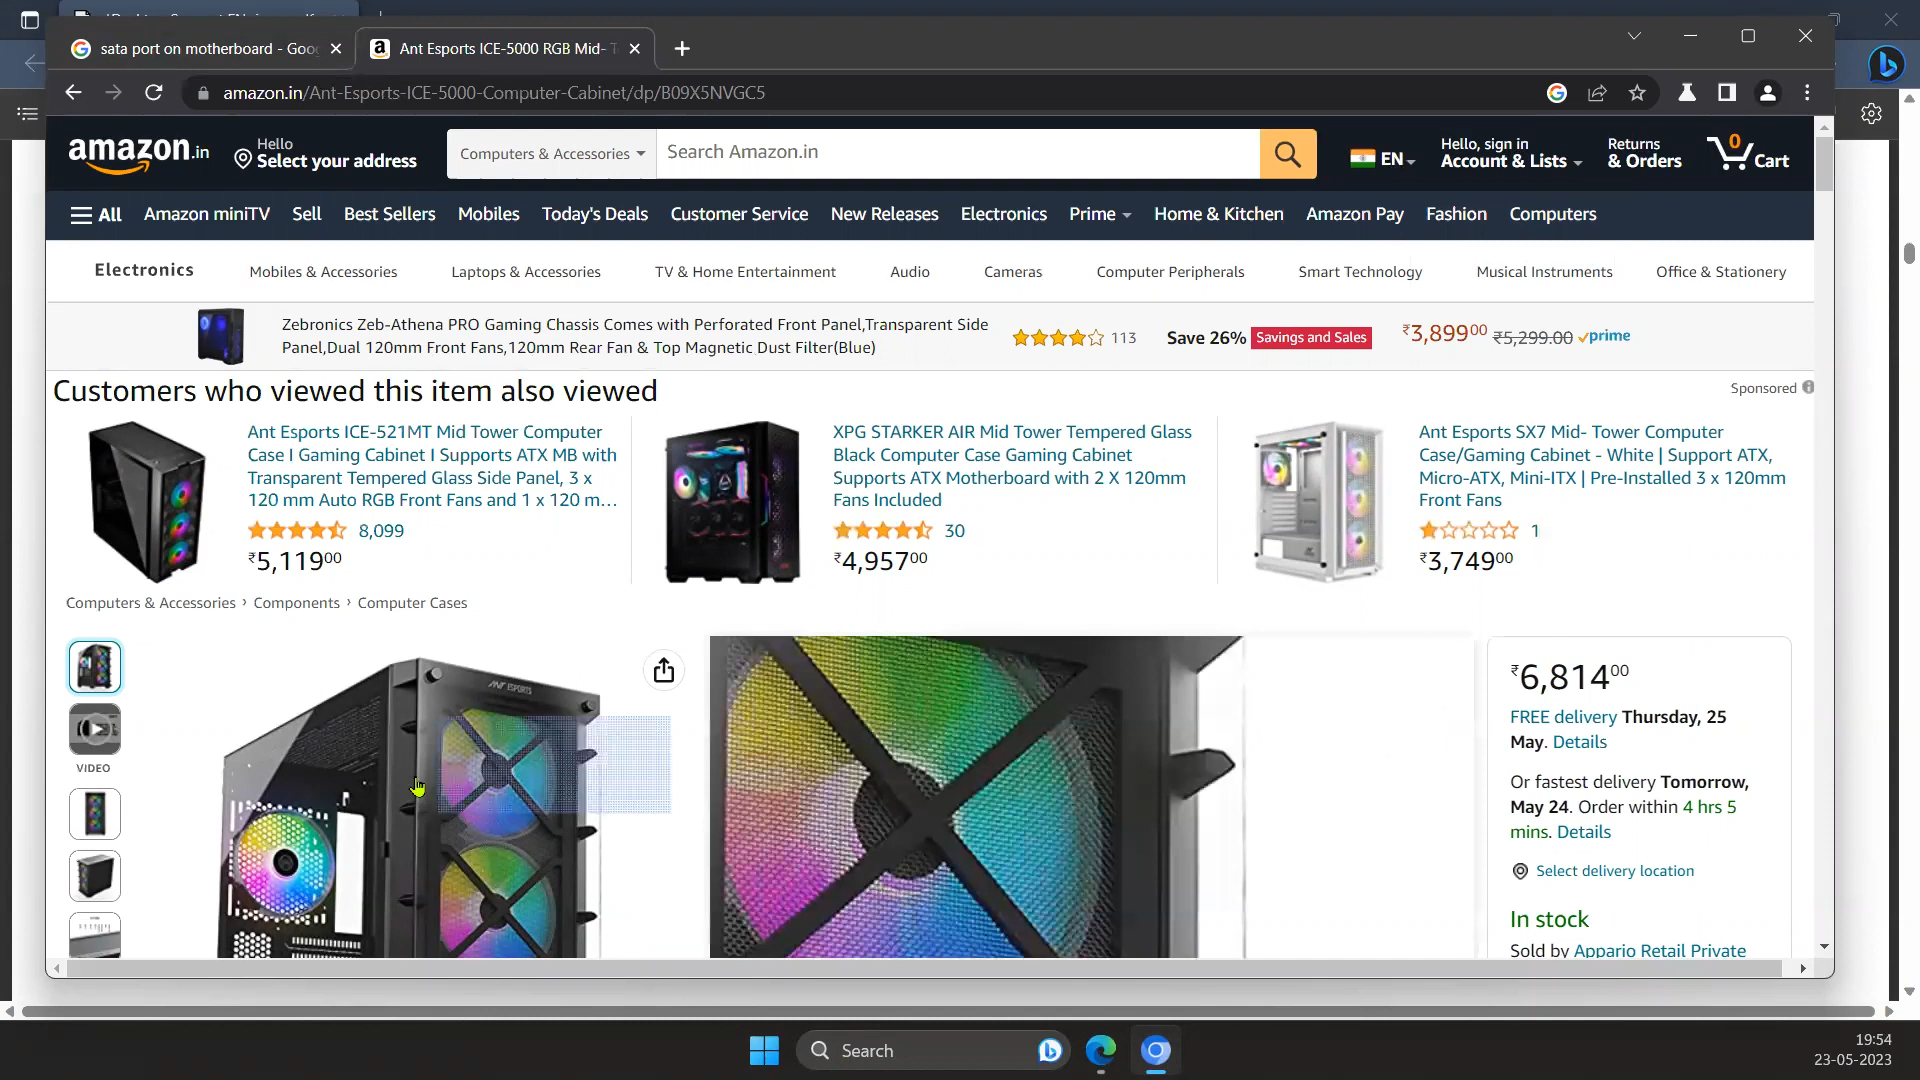 sata port on motherboard - Goo
Ant Esports ICE-5000 RGB Mid- T
amazon.in/Ant-Esports-ICE-5000-Computer-Cabinet/dp/B09X5NVGC5
amazon.in
Hello
Select your address
Computers & Accessories
Search Amazon.in
EN
Hello, sign in
Account & Lists
Returns
& Orders
0
Cart
All
Amazon miniTV
Sell
Best Sellers
Mobiles
Today's Deals
Customer Service
New Releases
Electronics
Prime
Home & Kitchen
Amazon Pay
Fashion
Computers
Electronics
Mobiles & Accessories
Laptops & Accessories
TV & Home Entertainment
Audio
Cameras
Computer Peripherals
Smart Technology
Musical Instruments
Office & Stationery
Zebronics Zeb-Athena PRO Gaming Chassis Comes with Perforated Front Panel,Transparent Side
Panel,Dual 120mm Front Fans,120mm Rear Fan & Top Magnetic Dust Filter(Blue)
113
Save 26%
Savings and Sales
₹3,89900
₹5,299.00
prime
Customers who viewed this item also viewed
Sponsored
Ant Esports ICE-521MT Mid Tower Computer
Case I Gaming Cabinet I Supports ATX MB with
Transparent Tempered Glass Side Panel, 3 x
120 mm Auto RGB Front Fans and 1 x 120 m...
8,099
₹5,11900
XPG STARKER AIR Mid Tower Tempered Glass
Black Computer Case Gaming Cabinet
Supports ATX Motherboard with 2 X 120mm
Fans Included
30
₹4,95700
Ant Esports SX7 Mid- Tower Computer
Case/Gaming Cabinet - White | Support ATX,
Micro-ATX, Mini-ITX | Pre-Installed 3 x 120mm
Front Fans
1
₹3,74900
Computers & Accessories › Components › Computer Cases
VIDEO
ANT ESPORTS
₹6,81400
FREE delivery Thursday, 25
May. Details
Or fastest delivery Tomorrow,
May 24. Order within 4 hrs 5
mins. Details
Select delivery location
In stock
Sold by Appario Retail Private
Search
19:54
23-05-2023